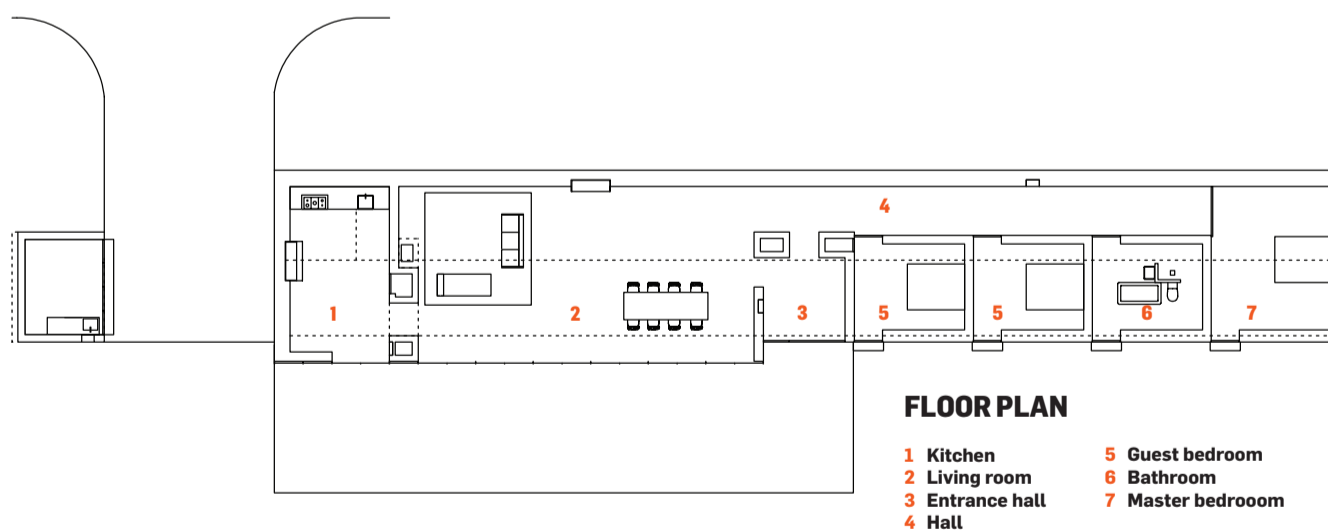 4
1
2
3
5
5
6
7
FLOOR PLAN
1 Kitchen
2 Living room
3 Entrance hall
4 Hall
5 Guest bedroom
6 Bathroom
7 Master bedrooom